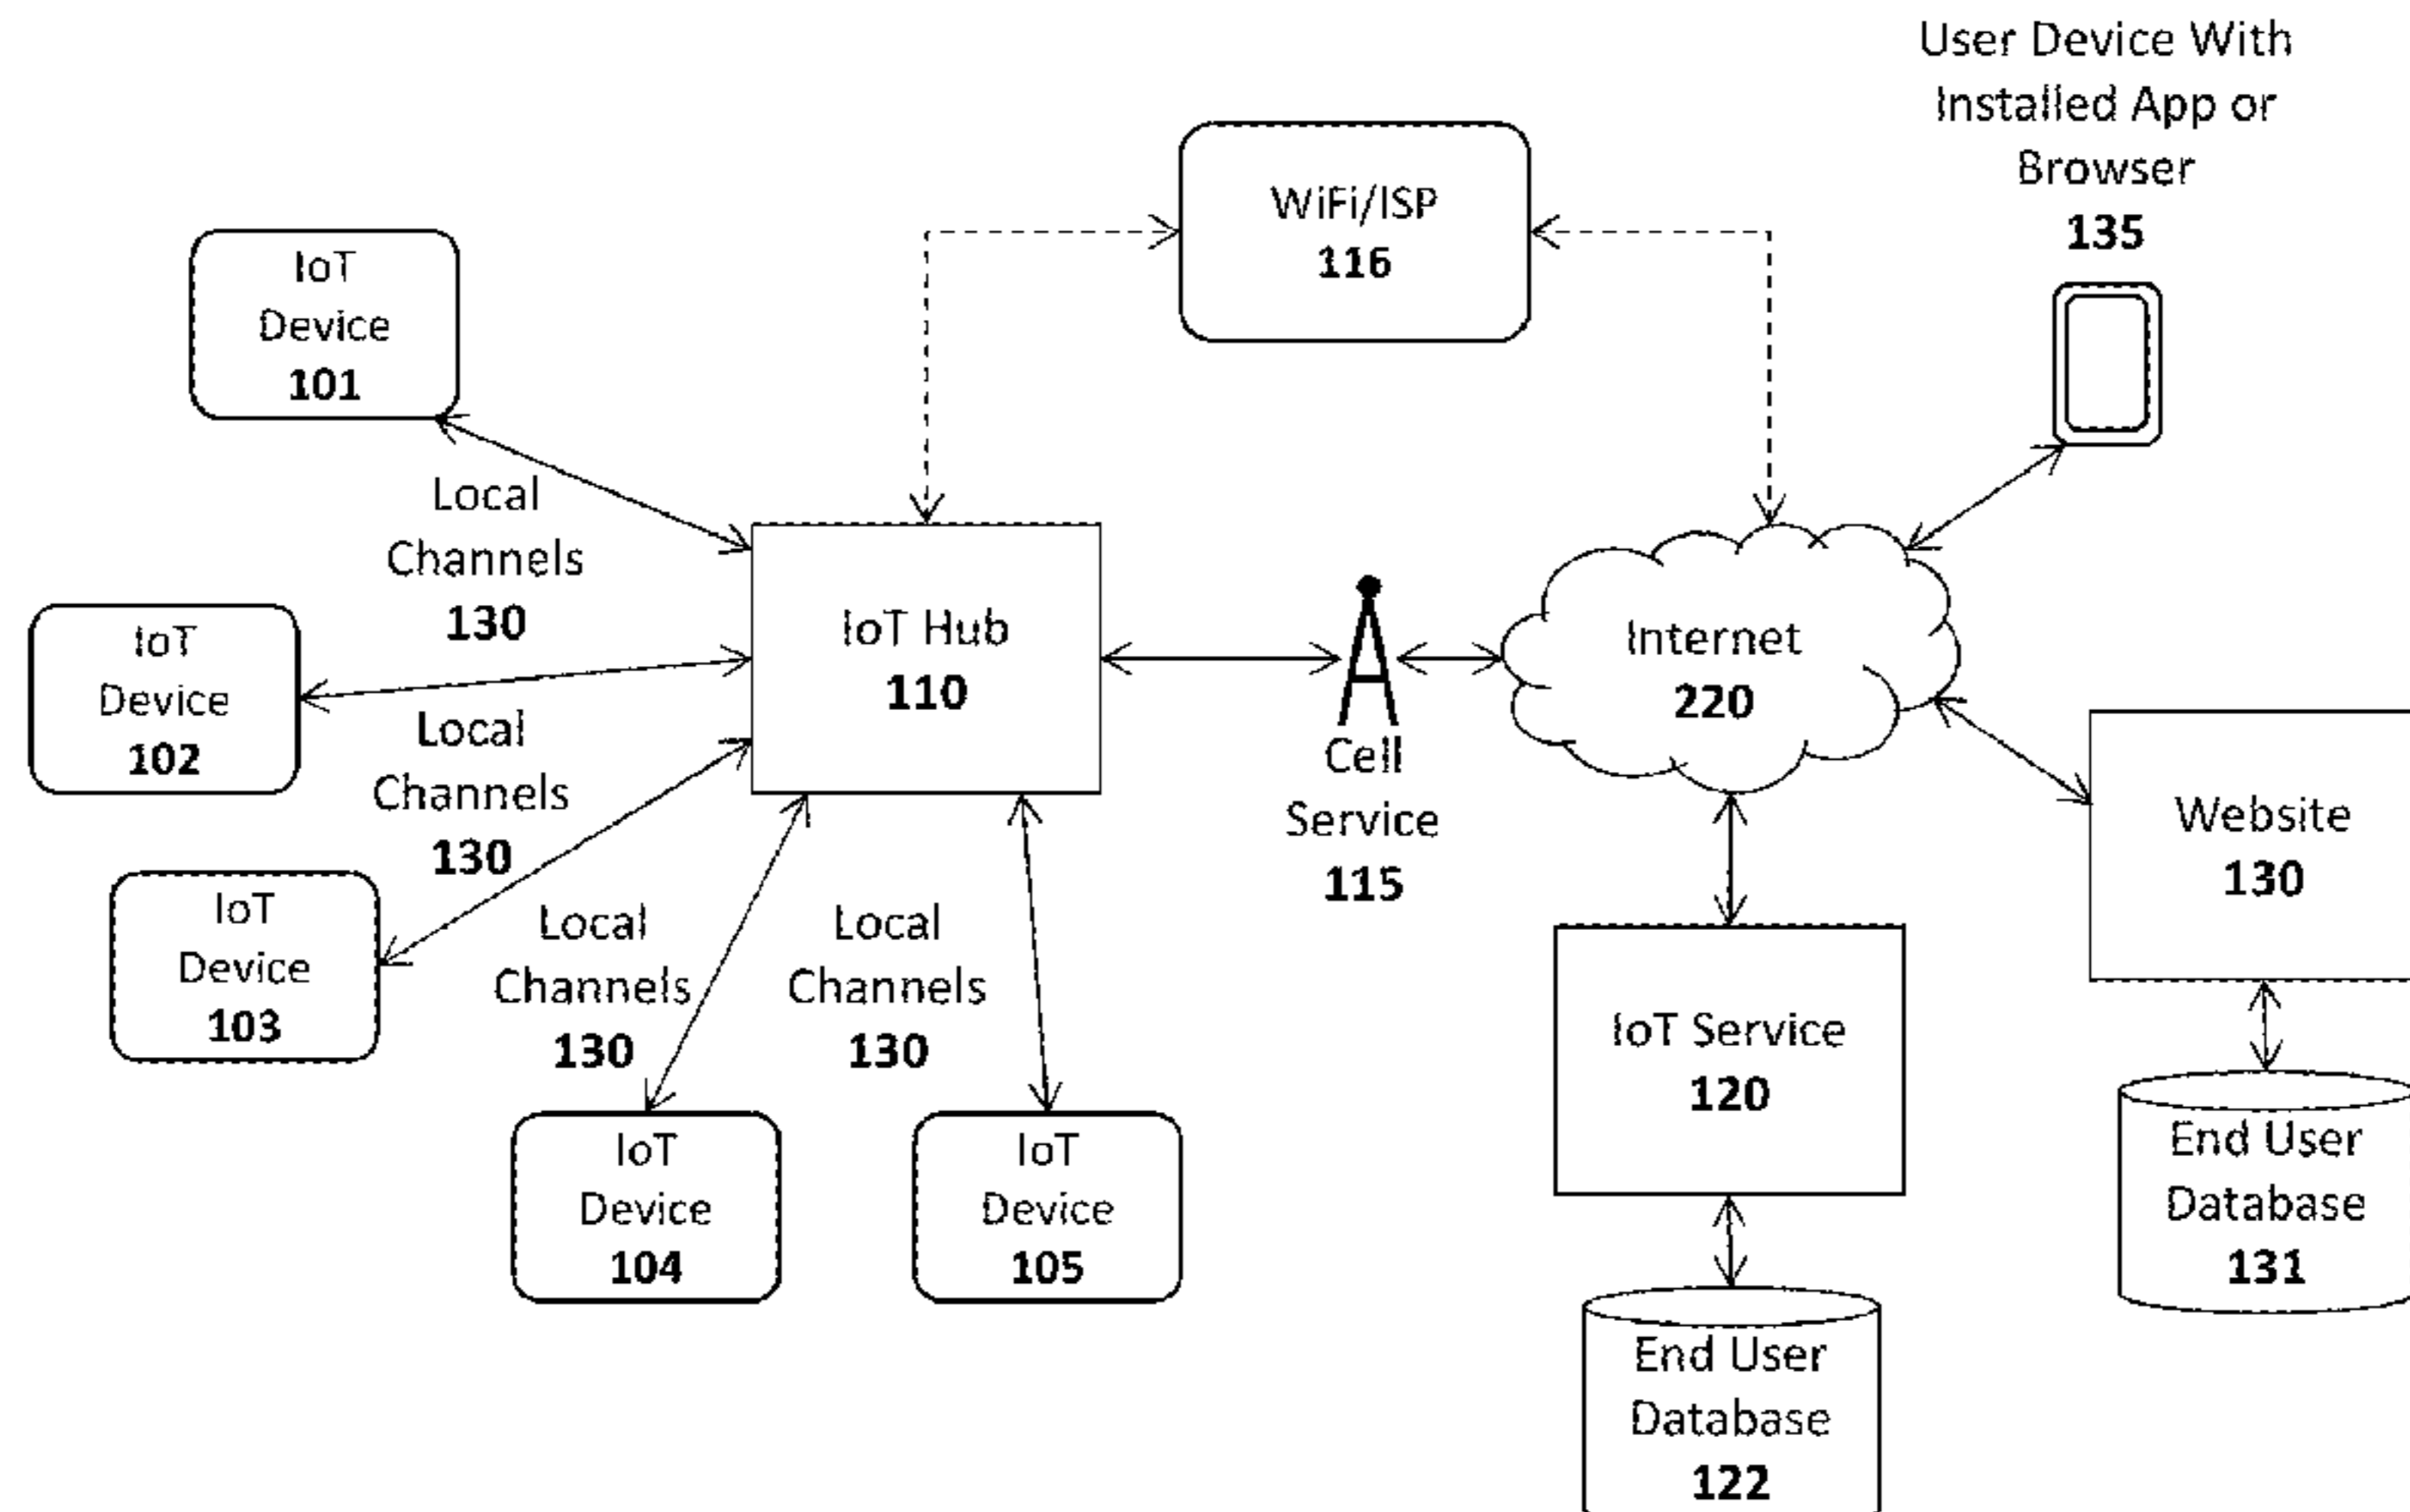 User Device With
Installed App or
Browser
135
WiFi/ISP
116
IoT
Device
101
Local
Channels
130
IoT Hub
110
Internet
220
IoT
Device
102
Local
Channels
130
Cell
Service
115
Website
130
IoT
Device
103
Local
Channels
130
Local
Channels
130
IoT Service
120
IoT
Device
104
IoT
Device
105
End User
Database
131
End User
Database
122